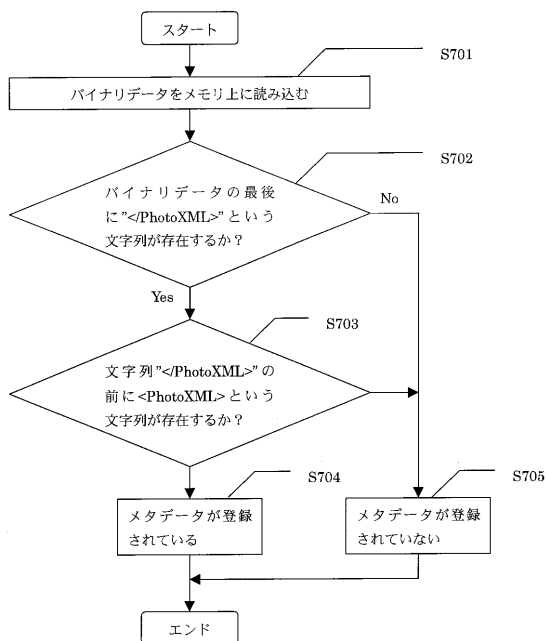 スタート
S701
バイナリデータをメモリ上に読み込む
S702
バイナリデータの最後
に"</PhotoXML>"という
文字列が存在するか?
No
Yes
S703
文字列"</PhotoXML>"の
前に<PhotoXML>という
文字列が存在するか?
S704
S705
メタデータが登録
されている
メタデータが登録
されていない
エンド